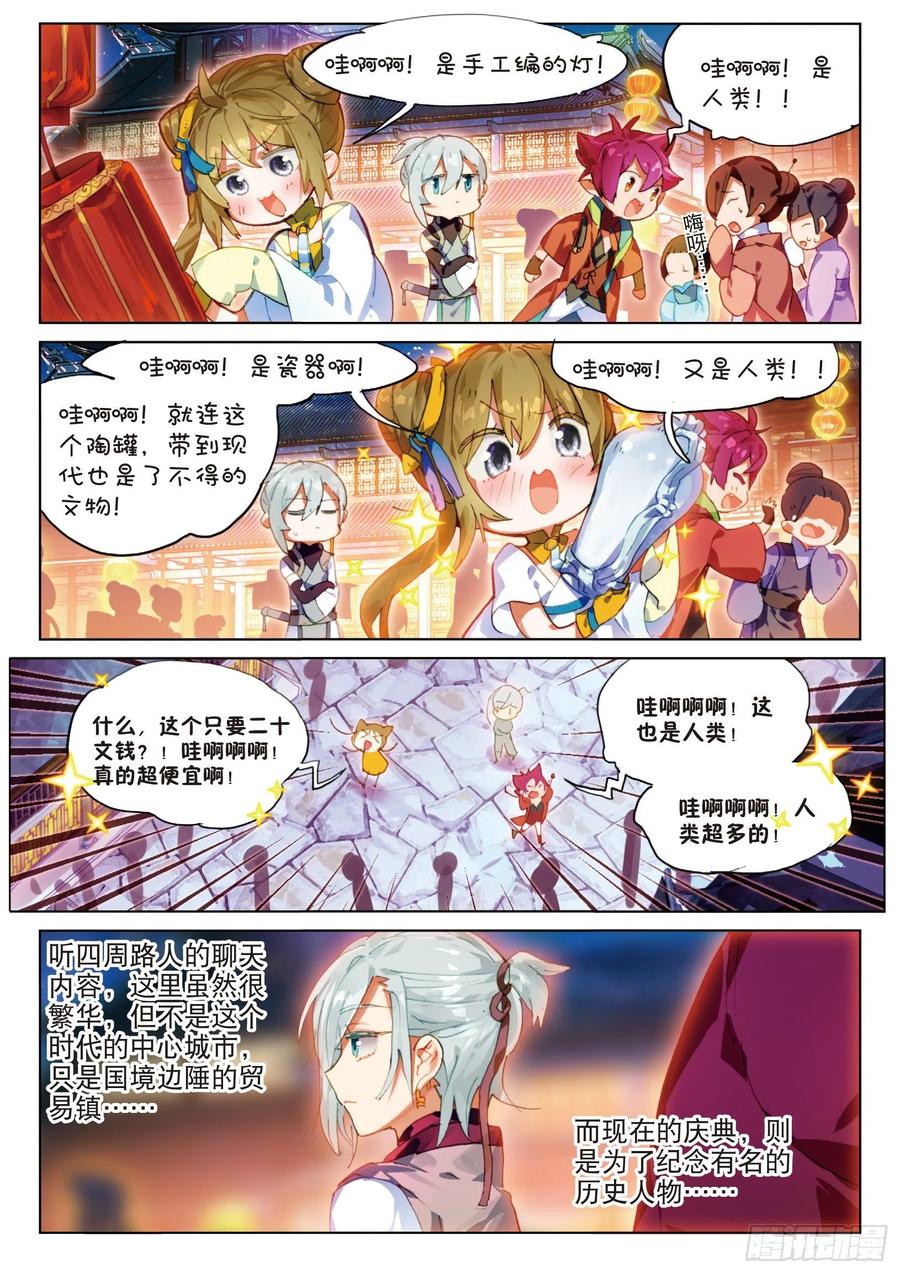 哇啊啊！是手工编的灯！
哇啊啊！是
人类！！
嗨呀……
哇啊啊！是瓷器啊！
哇啊啊！就连这
个陶罐，带到现
代也是了不得的
文物！
哇啊啊！又是人类！！
什么，这个只要二十
文钱？！哇啊啊啊！
真的超便宜啊！
哇啊啊啊！这
也是人类！
哇啊啊啊！人
类超多的！
听四周路人的聊天
内容，这里虽然很
繁华，但不是这个
时代的中心城市，
只是国境边陲的贸
易镇……
而现在的庆典，则
是为了纪念有名的
历史人物……
腾讯动漫